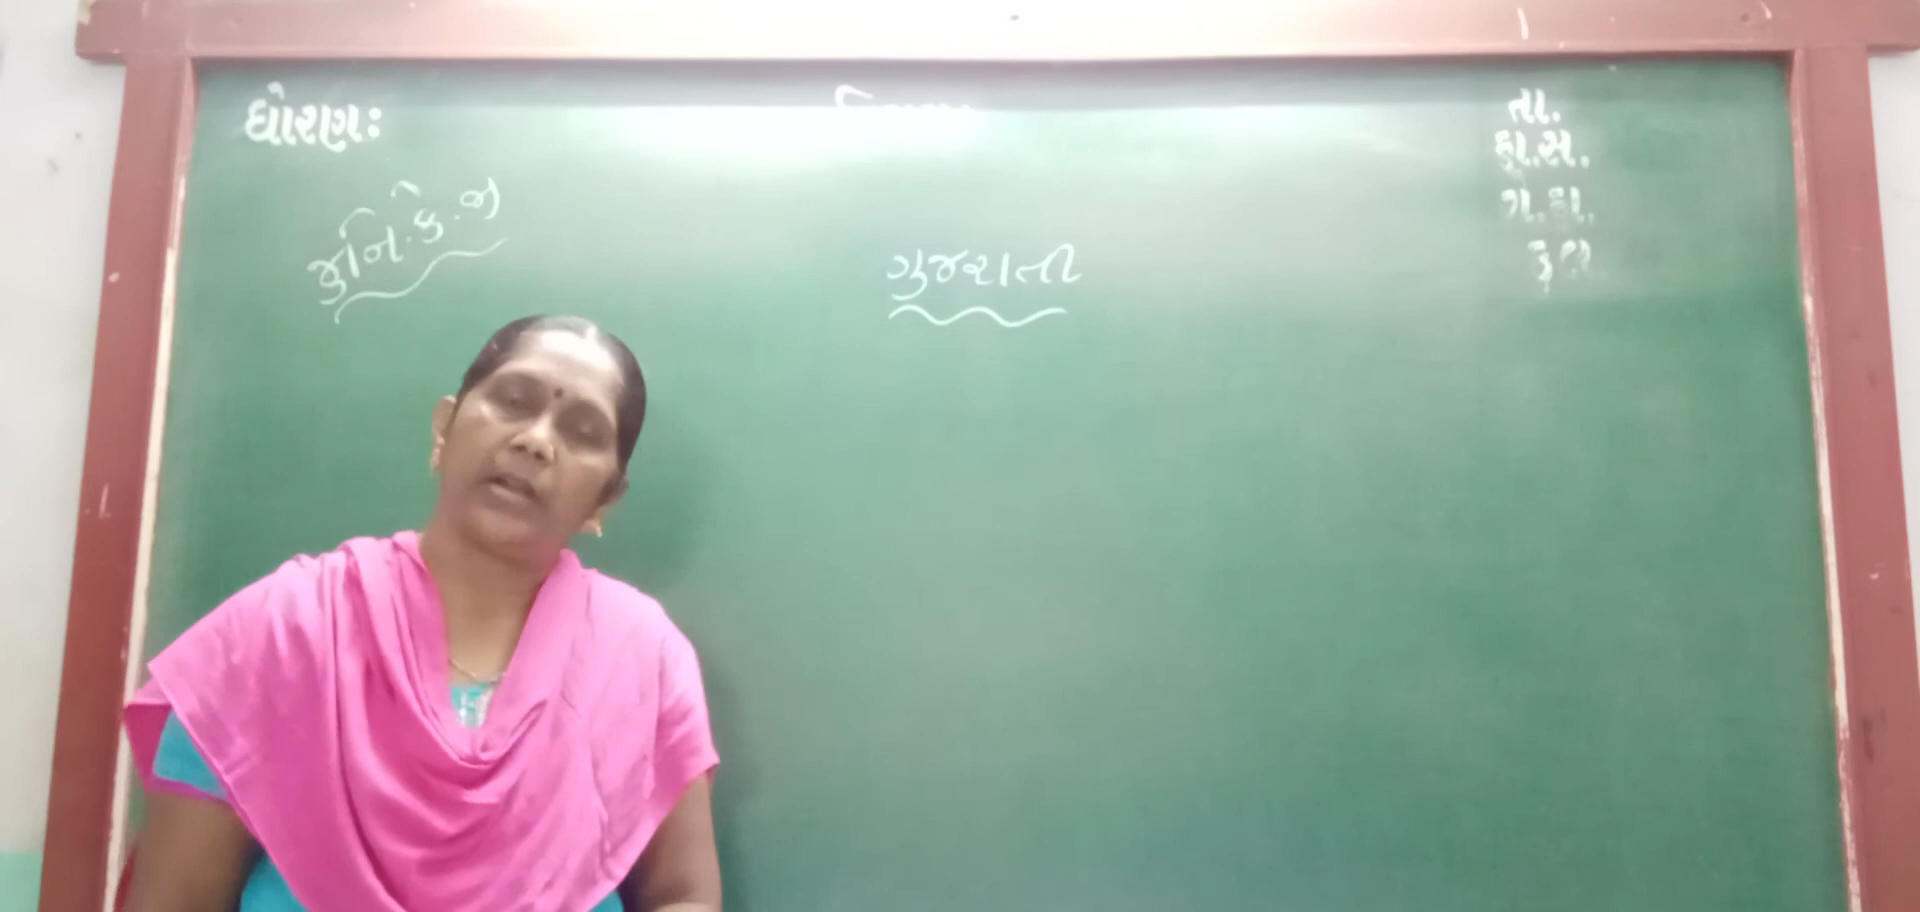 ધોરણ:
તા.
હા.સ.
ગ.હા.
કુલ
જુનિ.કે.જી
ગુજરાતી